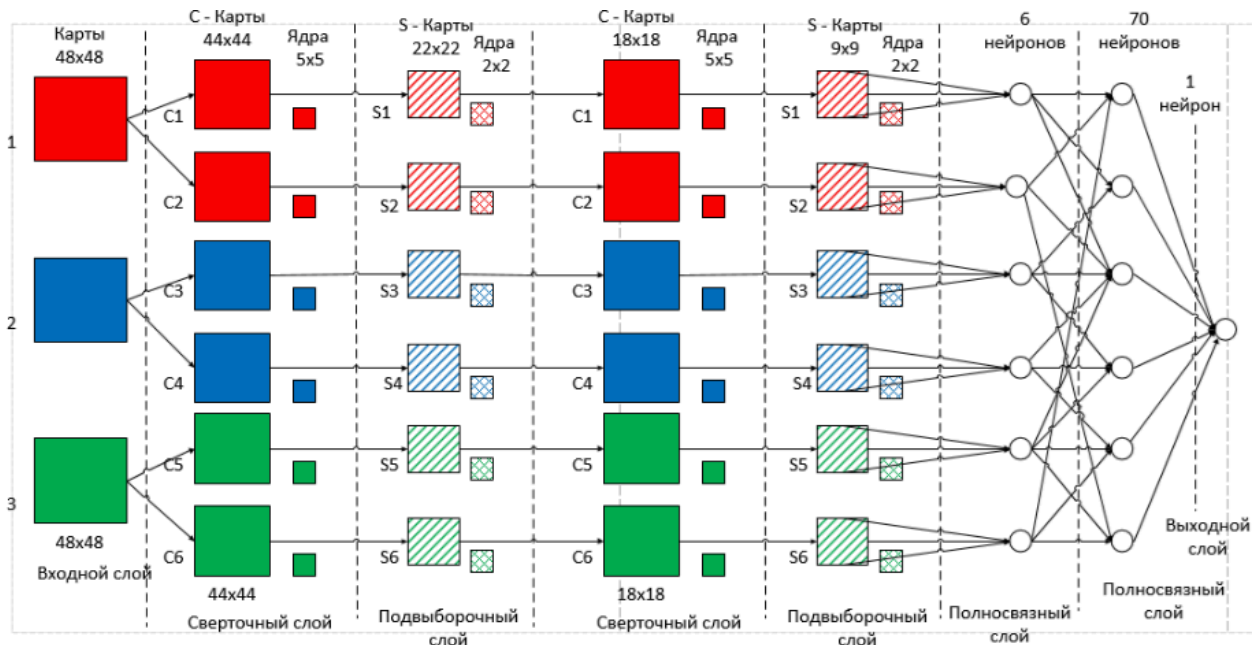 Карты
48x48
C - Карты
44x44
Ядра
5x5
S - Карты
22x22
Ядра
2x2
C - Карты
18x18
Ядра
5x5
S - Карты
9x9
Ядра
2x2
6
нейронов
70
нейронов
1
нейрон
1
C1
S1
C1
S1
C2
S2
C2
S2
2
C3
S3
C3
S3
C4
S4
C4
S4
3
C5
S5
C5
S5
C6
S6
C6
S6
48x48
Входной слой
44x44
Сверточный слой
Подвыборочный
слой
18x18
Сверточный слой
Подвыборочный
слой
Полносвязный
слой
Полносвязный
слой
Выходной
слой